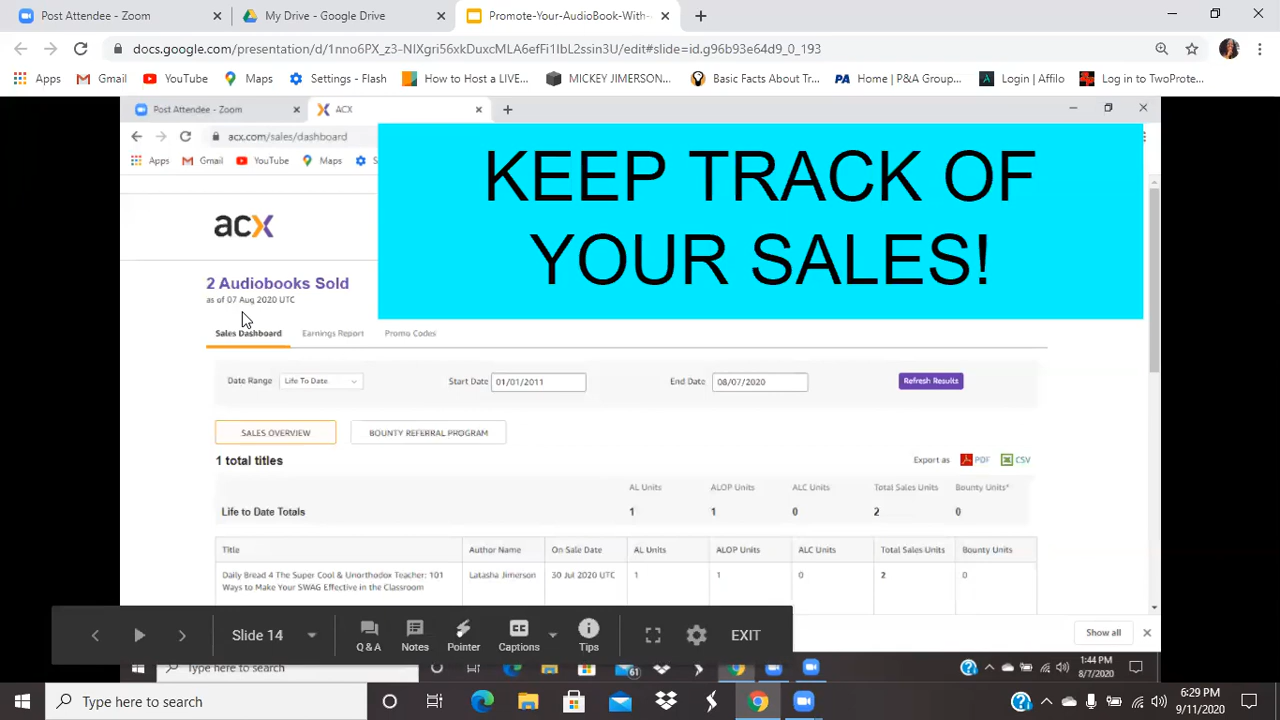 Post Attendee - Zoom
My Drive - Google Drive
Promote-Your-AudioBook-With-
docs.google.com/presentation/d/1nno6PX_z3-NIXgri56xkDuxcMLA6efFi1IbL2ssin3U/edit#slide=id.g96b93e64d9_0_193
Apps Gmail YouTube Maps Settings - Flash How to Host a LIVE... MICKEY JIMERSON... Basic Facts About Tr... PA Home | P&A Group... Login | Affilo Log in to TwoProte...
Post Attendee - Zoom ACX
acx.com/sales/dashboard
Apps Gmail YouTube Maps S
KEEP TRACK OF
YOUR SALES!
acx
2 Audiobooks Sold
as of 07 Aug 2020 UTC
Sales Dashboard Earnings Report Promo Codes
Date Range Life To Date Start Date 01/01/2011 End Date 08/07/2020 Refresh Results
SALES OVERVIEW BOUNTY REFERRAL PROGRAM
1 total titles Export as PDF CSV
AL Units ALOP Units ALC Units Total Sales Units Bounty Units*
Life to Date Totals 1 1 0 2 0
Title Author Name On Sale Date AL Units ALOP Units ALC Units Total Sales Units Bounty Units
Daily Bread 4 The Super Cool & Unorthodox Teacher: 101 Latasha Jimerson 30 Jul 2020 UTC 1 1 0 2 0
Ways to Make Your SWAG Effective in the Classroom
Slide 14 Q & A Notes Pointer Captions Tips EXIT
Show all
here to search 61 1:44 PM
8/7/2020
Type here to search 6:29 PM
9/11/2020